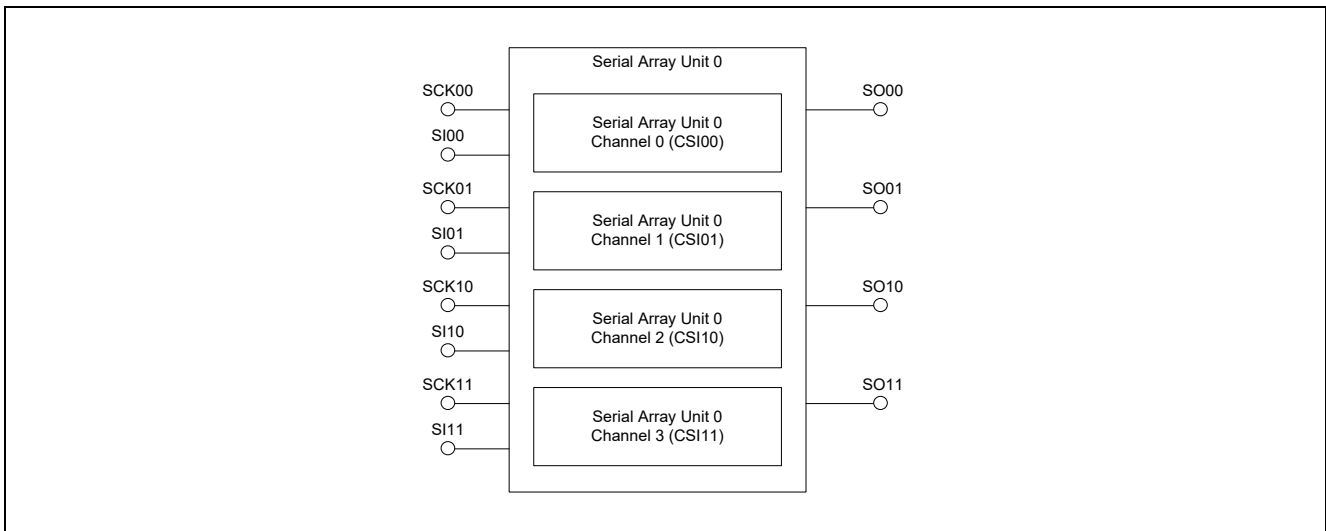 Serial Array Unit 0
SCK00
SO00
Serial Array Unit 0
Channel 0 (CSI00)
SI00
SCK01
SO01
Serial Array Unit 0
Channel 1 (CSI01)
SI01
SCK10
SO10
Serial Array Unit 0
Channel 2 (CSI10)
SI10
SCK11
SO11
Serial Array Unit 0
Channel 3 (CSI11)
SI11